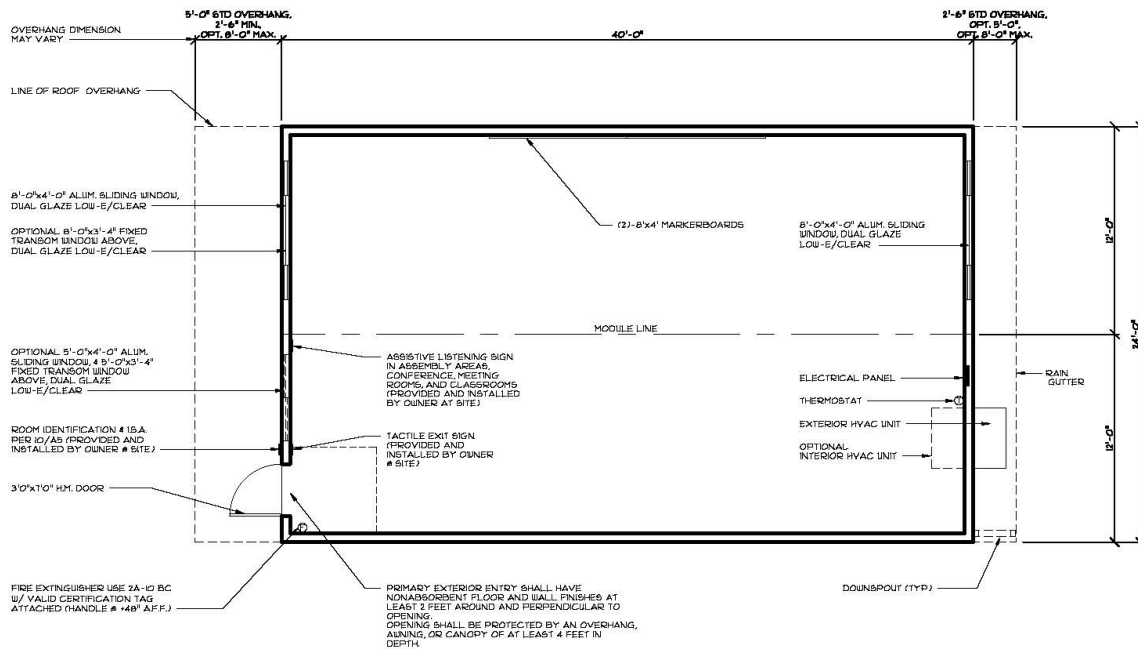 5'-0" STD OVERHANG,
2'-6" MIN.,
OPT. 8'-0" MAX.
2'-6" STD OVERHANG,
OPT. 5'-0",
OPT. 8'-0" MAX.
OVERHANG DIMENSION
MAY VARY
40'-0"
LINE OF ROOF OVERHANG
8'-0"x4'-0" ALUM. SLIDING WINDOW,
DUAL GLAZE LOW-E/CLEAR
OPTIONAL 8'-0"x3'-4" FIXED
TRANSOM WINDOW ABOVE,
DUAL GLAZE LOW-E/CLEAR
(2)-8'x4' MARKERBOARDS
8'-0"x4'-0" ALUM. SLIDING
WINDOW, DUAL GLAZE
LOW-E/CLEAR
12'-0"
24'-0"
MODULE LINE
OPTIONAL 5'-0"x4'-0" ALUM.
SLIDING WINDOW, & 5'-0"x3'-4"
FIXED TRANSOM WINDOW
ABOVE, DUAL GLAZE
LOW-E/CLEAR
ASSISTIVE LISTENING SIGN
IN ASSEMBLY AREAS,
CONFERENCE, MEETING
ROOMS, AND CLASSROOMS
(PROVIDED AND INSTALLED
BY OWNER AT SITE)
ELECTRICAL PANEL
THERMOSTAT
T
RAIN
GUTTER
EXTERIOR HVAC UNIT
OPTIONAL
INTERIOR HVAC UNIT
12'-0"
ROOM IDENTIFICATION & I.S.A.
PER 10/A5 (PROVIDED AND
INSTALLED BY OWNER @ SITE)
TACTILE EXIT SIGN
(PROVIDED AND
INSTALLED BY OWNER
@ SITE)
3'0"x7'0" H.M. DOOR
F
FIRE EXTINGUISHER USE 2A-10 BC
W/ VALID CERTIFICATION TAG
ATTACHED (HANDLE @ +48" A.F.F.)
PRIMARY EXTERIOR ENTRY SHALL HAVE
NONABSORBENT FLOOR AND WALL FINISHES AT
LEAST 2 FEET AROUND AND PERPENDICULAR TO
OPENING.
OPENING SHALL BE PROTECTED BY AN OVERHANG,
AWNING, OR CANOPY OF AT LEAST 4 FEET IN
DEPTH.
DOWNSPOUT (TYP.)